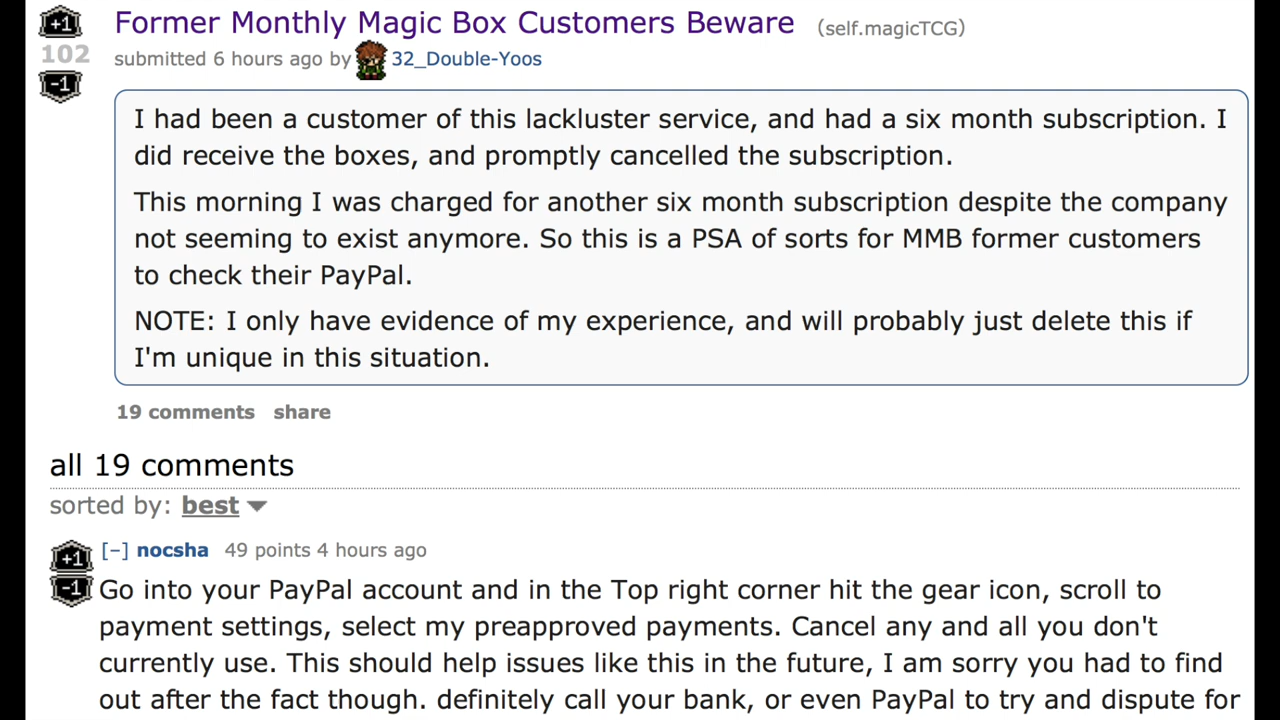 +1
Former Monthly Magic Box Customers Beware (self.magicTCG)
102
submitted 6 hours ago by 32_Double-Yoos
-1
I had been a customer of this lackluster service, and had a six month subscription. I
did receive the boxes, and promptly cancelled the subscription.
This morning I was charged for another six month subscription despite the company
not seeming to exist anymore. So this is a PSA of sorts for MMB former customers
to check their PayPal.
NOTE: I only have evidence of my experience, and will probably just delete this if
I'm unique in this situation.
19 comments share
all 19 comments
sorted by: best
+1
[–] nocsha 49 points 4 hours ago
-1
Go into your PayPal account and in the Top right corner hit the gear icon, scroll to
payment settings, select my preapproved payments. Cancel any and all you don't
currently use. This should help issues like this in the future, I am sorry you had to find
out after the fact though. definitely call your bank, or even PayPal to try and dispute for